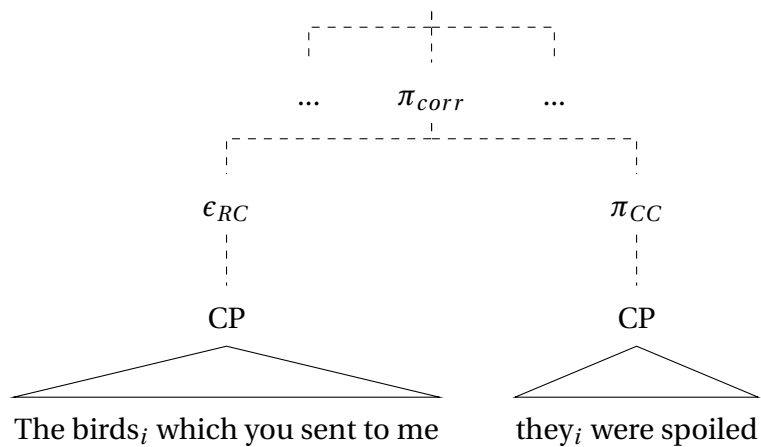 ... π_corr ...
ϵ_RC π_CC
CP CP
The birds_i which you sent to me they_i were spoiled